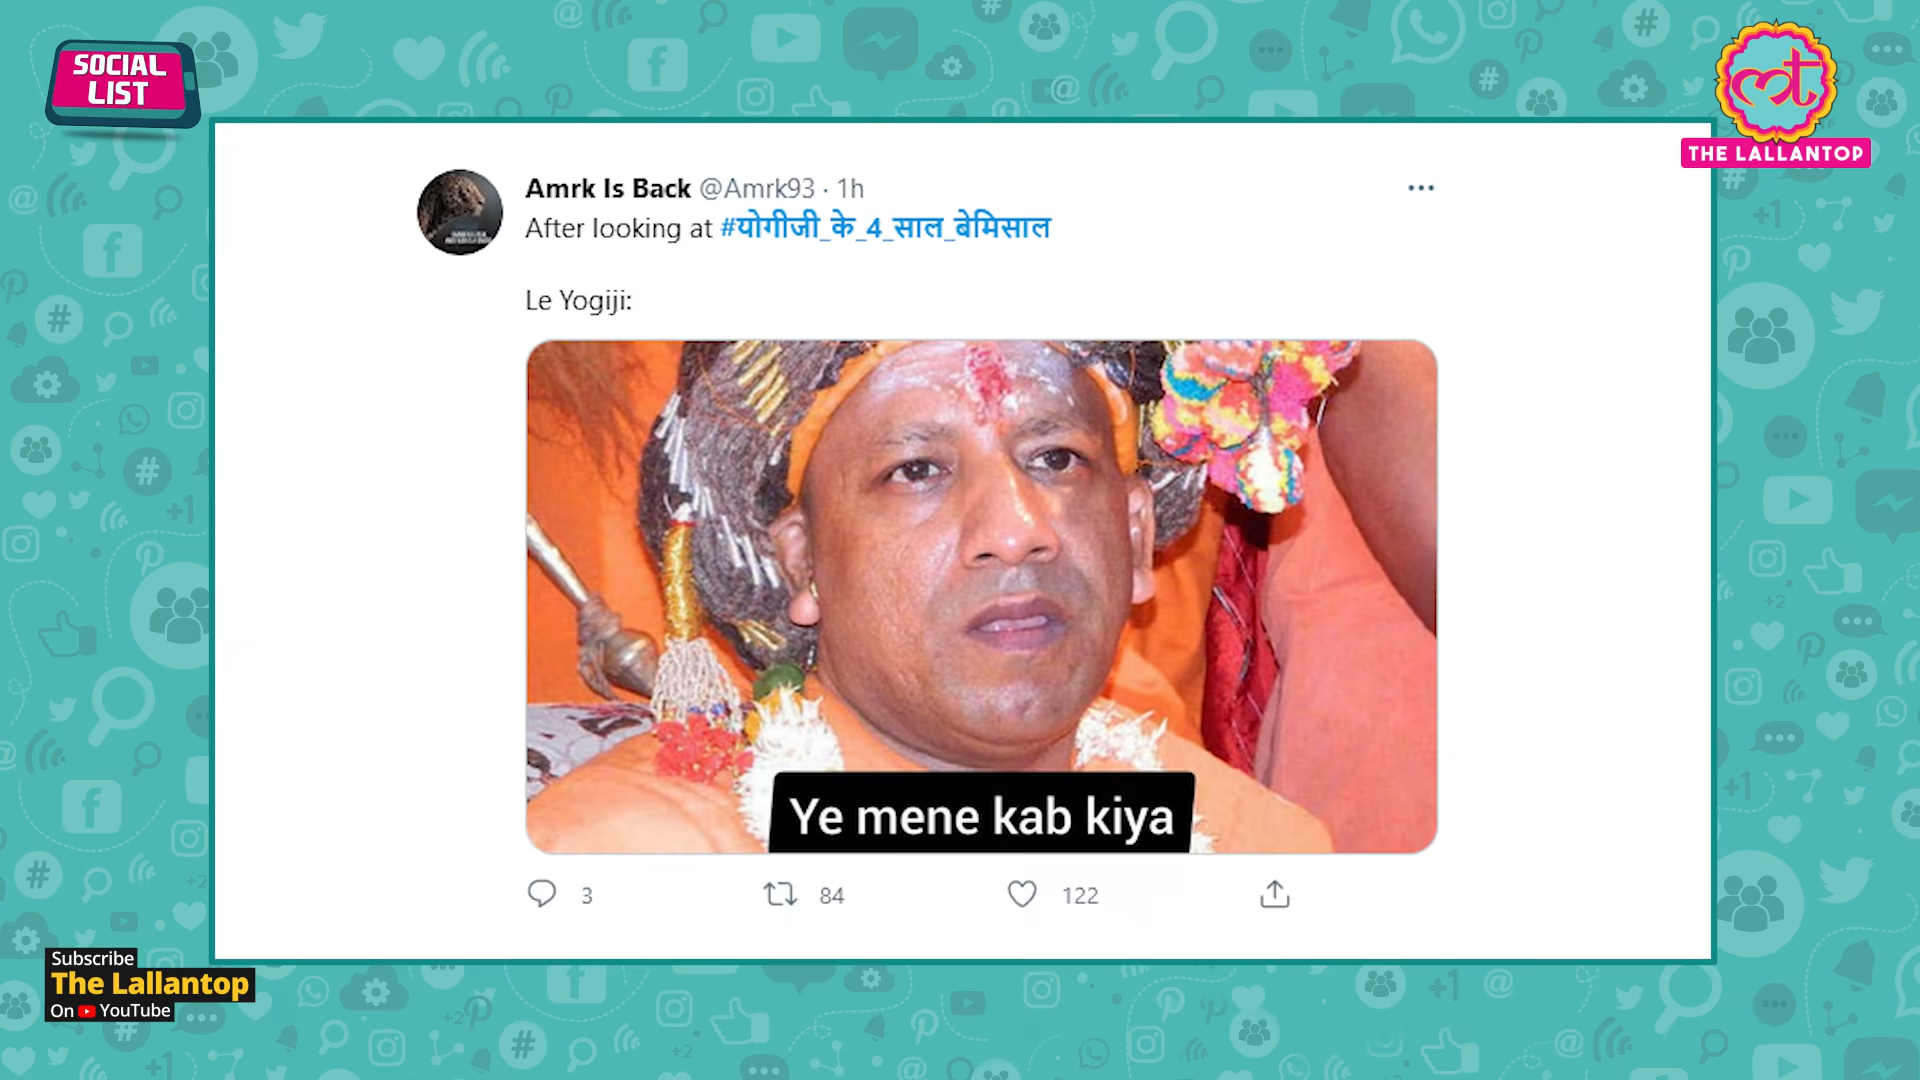 SOCIAL
LIST
THE LALLANTOP
Amrk Is Back @Amrk93 · 1h
After looking at #योगीजी_के_4_साल_बेमिसाल
Le Yogiji:
Ye mene kab kiya
3 84 122
Subscribe
The Lallantop
On YouTube